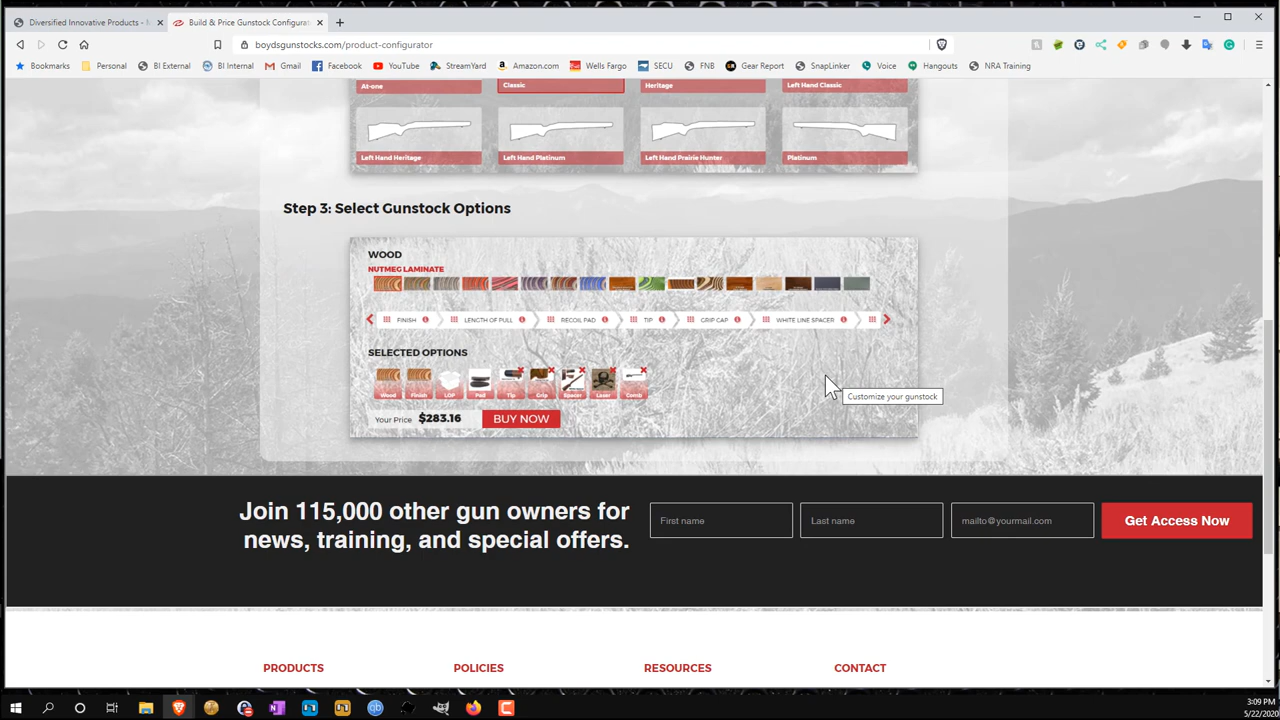 Diversified Innovative Products - M
Build & Price Gunstock Configurat
boydsgunstocks.com/product-configurator
Bookmarks
Personal
BI External
BI Internal
Gmail
Facebook
YouTube
StreamYard
Amazon.com
Wells Fargo
SECU
FNB
Gear Report
SnapLinker
Voice
Hangouts
NRA Training
At-one
Classic
Heritage
Left Hand Classic
Left Hand Heritage
Left Hand Platinum
Left Hand Prairie Hunter
Platinum
Step 3: Select Gunstock Options
WOOD
NUTMEG LAMINATE
FINISH
LENGTH OF PULL
RECOIL PAD
TIP
GRIP CAP
WHITE LINE SPACER
SELECTED OPTIONS
Wood
Finish
LOP
Pad
Tip
Grip
Spacer
Laser
Comb
Customize your gunstock
Your Price $283.16
BUY NOW
Join 115,000 other gun owners for
news, training, and special offers.
First name
Last name
mailto@yourmail.com
Get Access Now
PRODUCTS
POLICIES
RESOURCES
CONTACT
3:09 PM
5/22/2020